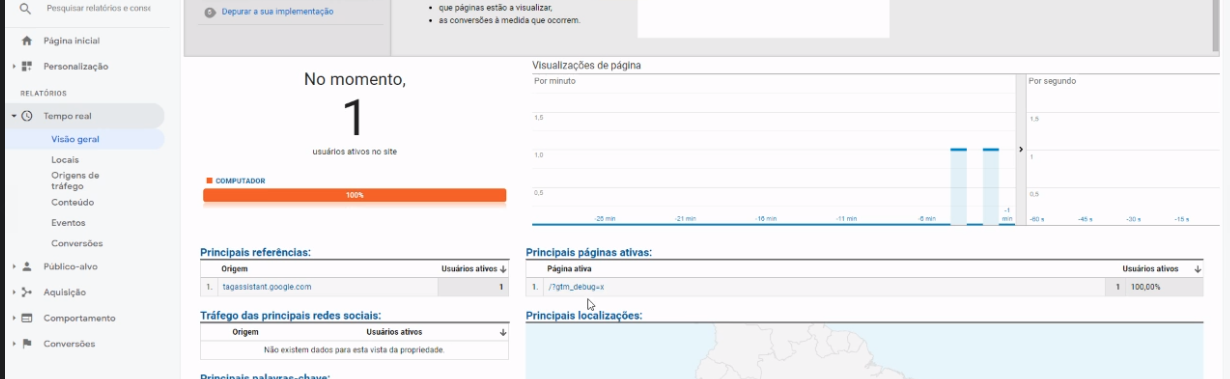 Pesquisar relatórios e conse
Página inicial
Personalização
RELATÓRIOS
Tempo real
Visão geral
Locais
Origens de
tráfego
Conteúdo
Eventos
Conversões
Público-alvo
Aquisição
Comportamento
Conversões
Depurar a sua implementação
que páginas estão a visualizar,
as conversões à medida que ocorrem.
No momento,
1
usuários ativos no site
COMPUTADOR
100%
Visualizações de página
Por minuto
1,5
1,0
0,5
-26 min
-21 min
-16 min
-11 min
-6 min
-1
min
Por segundo
1,5
1
0,5
-60 s
-45 s
-30 s
-15 s
Principais referências:
Origem Usuários ativos
1. tagassistant.google.com 1
Principais páginas ativas:
Página ativa Usuários ativos
1. /?gtm_debug=x 1 100,00%
Tráfego das principais redes sociais:
Origem Usuários ativos
Não existem dados para esta vista da propriedade.
Principais localizações:
Principais palavras-chave: